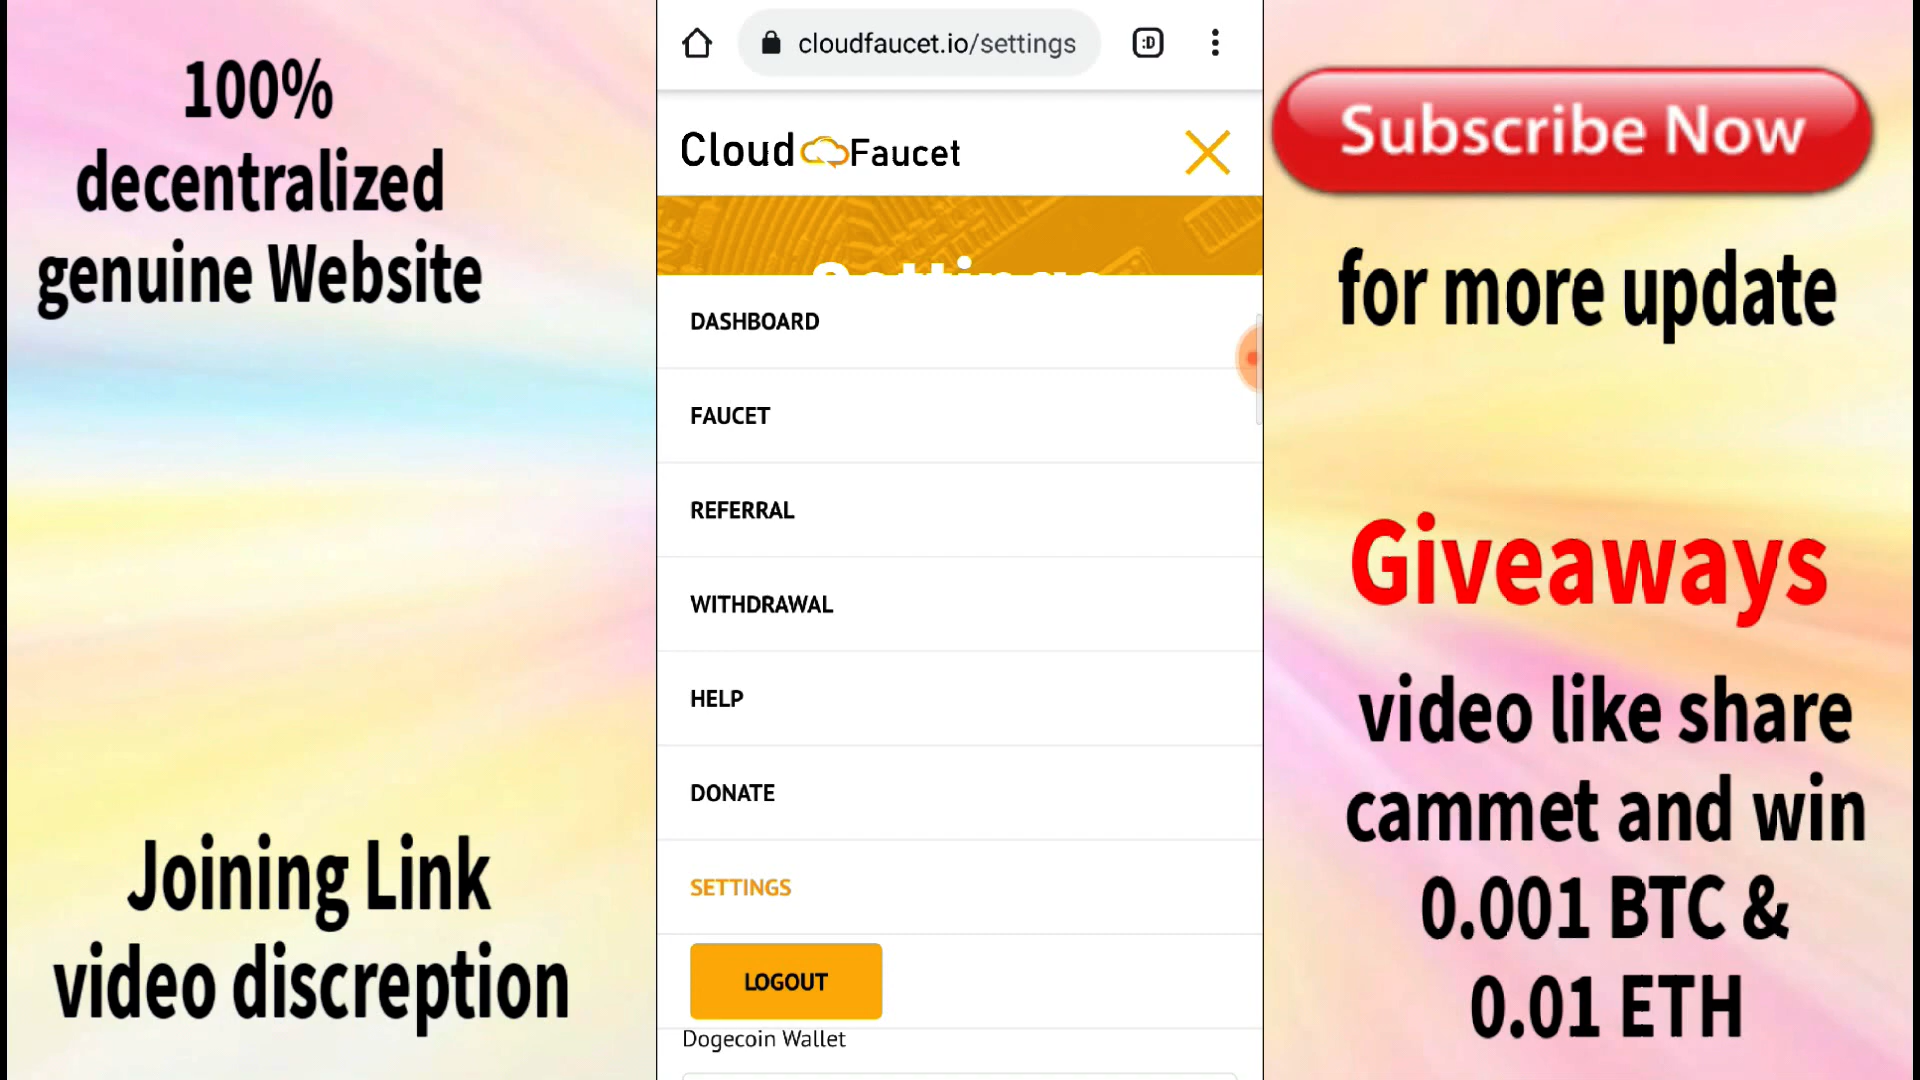 100%
decentralized
genuine Website
Joining Link
video discreption
cloudfaucet.io/settings
:D
Cloud Faucet
Settings
DASHBOARD
FAUCET
REFERRAL
WITHDRAWAL
HELP
DONATE
SETTINGS
LOGOUT
Dogecoin Wallet
Subscribe Now
for more update
Giveaways
video like share
cammet and win
0.001 BTC &
0.01 ETH